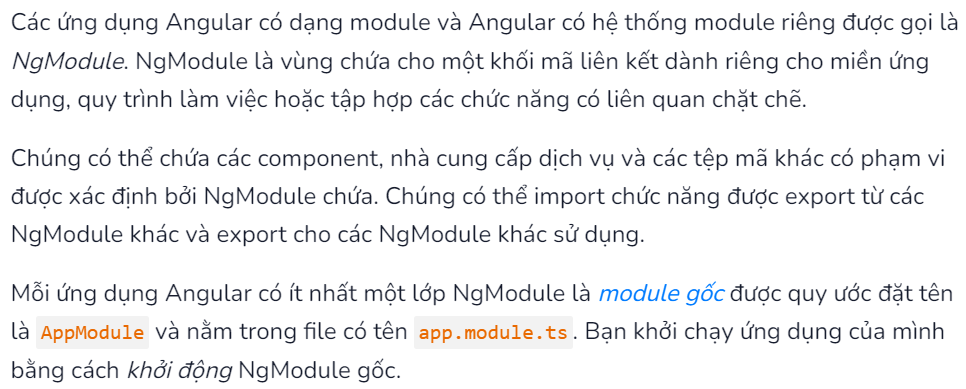 Các ứng dụng Angular có dạng module và Angular có hệ thống module riêng được gọi là
NgModule. NgModule là vùng chứa cho một khối mã liên kết dành riêng cho miền ứng
dụng, quy trình làm việc hoặc tập hợp các chức năng có liên quan chặt chẽ.
Chúng có thể chứa các component, nhà cung cấp dịch vụ và các tệp mã khác có phạm vi
được xác định bởi NgModule chứa. Chúng có thể import chức năng được export từ các
NgModule khác và export cho các NgModule khác sử dụng.
Mỗi ứng dụng Angular có ít nhất một lớp NgModule là module gốc được quy ước đặt tên
là AppModule và nằm trong file có tên app.module.ts. Bạn khởi chạy ứng dụng của mình
bằng cách khởi động NgModule gốc.